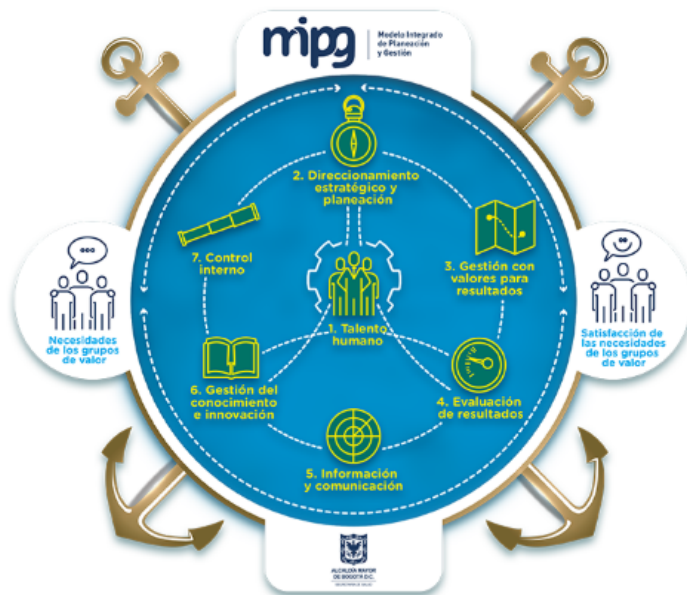 mipg
Modelo Integrado
de Planeación
y Gestión
2. Direccionamiento
estratégico y
planeación
7. Control
interno
3. Gestión con
valores para
resultados
1. Talento
humano
Necesidades
de los grupos
de valor
Satisfacción de
las necesidades
de los grupos
de valor
6. Gestión del
conocimiento
e innovación
4. Evaluación
de resultados
5. Información
y comunicación
ALCALDÍA MAYOR
DE BOGOTÁ D.C.